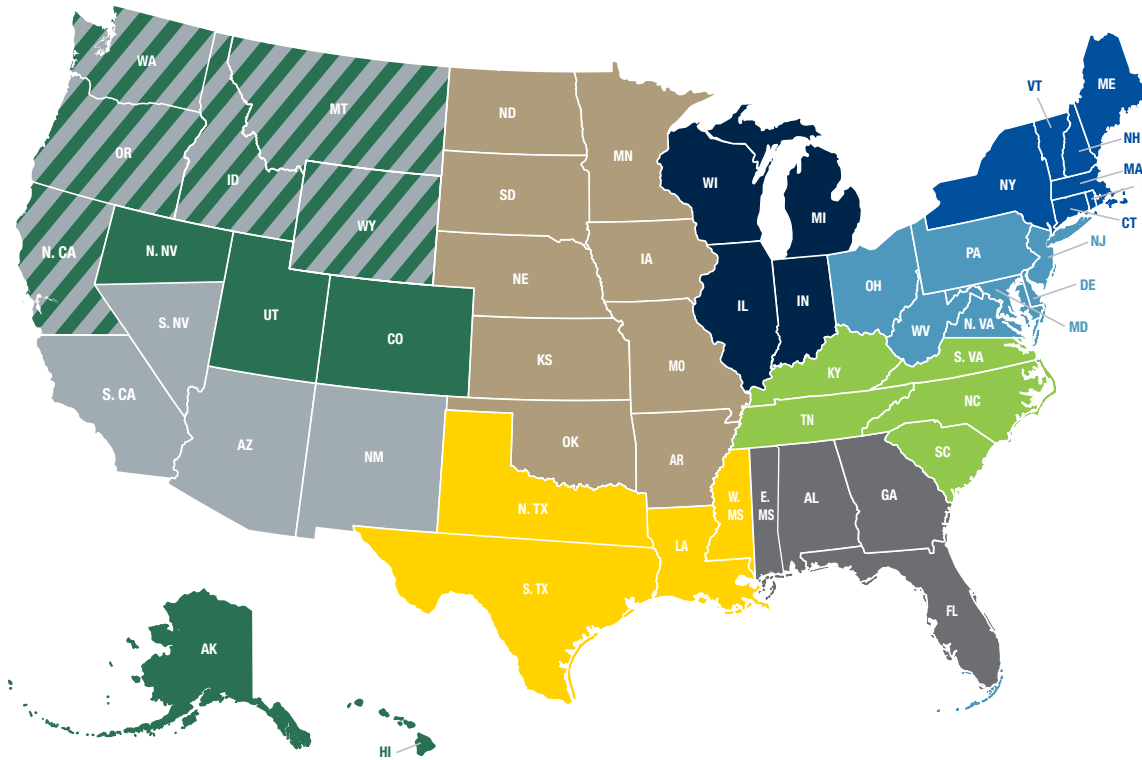 WA
MT
ND
MN
OR
ID
SD
WY
WI
MI
VT
ME
NH
MA
NY
CT
N. CA
N. NV
NE
IA
PA
NJ
S. NV
UT
CO
IL
IN
OH
DE
MD
WV
N. VA
KS
MO
KY
S. VA
S. CA
AZ
NM
OK
AR
TN
NC
SC
N. TX
W.
MS
E.
MS
AL
GA
LA
S. TX
FL
AK
HI